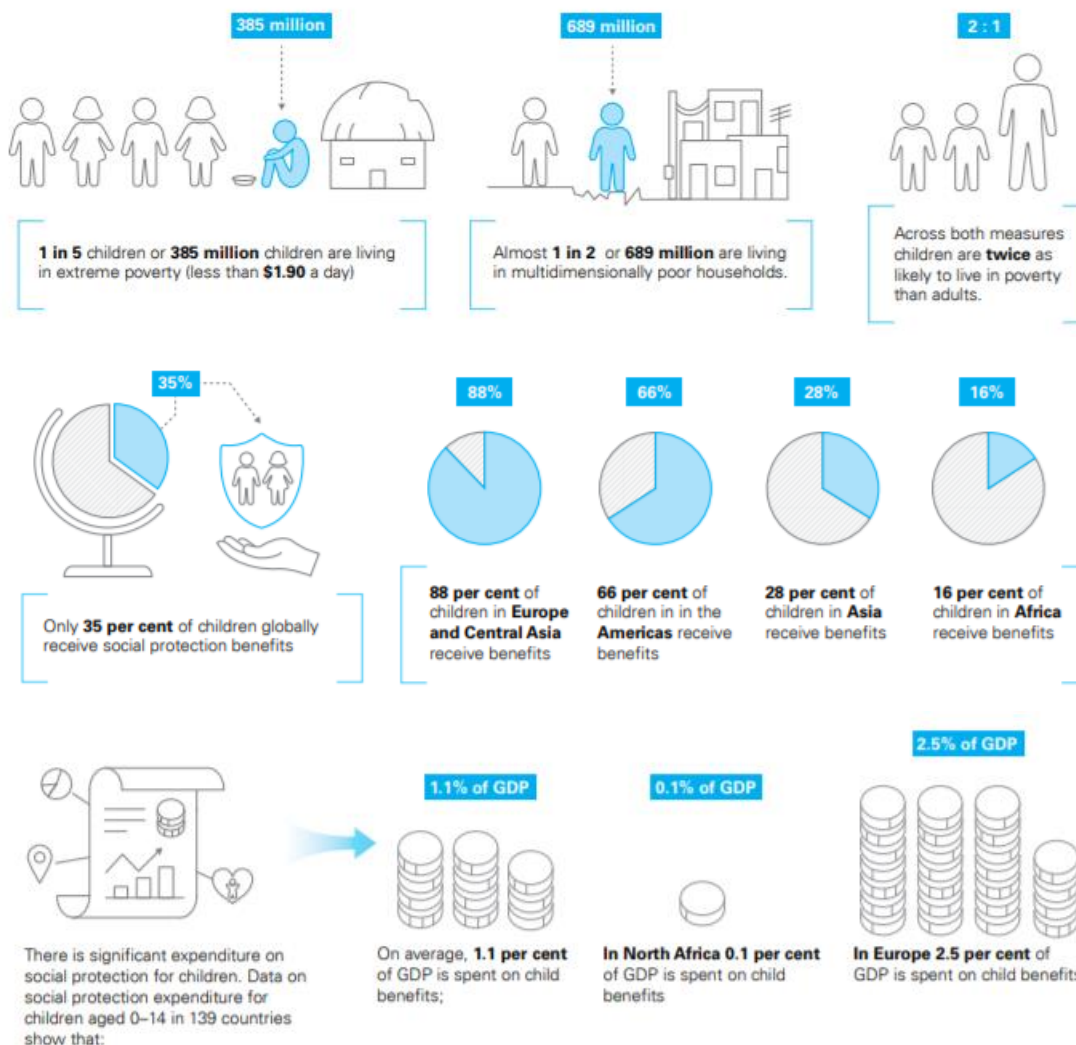 385 million
1 in 5 children or 385 million children are living
in extreme poverty (less than $1.90 a day)
689 million
Almost 1 in 2 or 689 million are living
in multidimensionally poor households.
2 : 1
Across both measures
children are twice as
likely to live in poverty
than adults.
35%
Only 35 per cent of children globally
receive social protection benefits
88%
88 per cent of
children in Europe
and Central Asia
receive benefits
66%
66 per cent of
children in in the
Americas receive
benefits
28%
28 per cent of
children in Asia
receive benefits
16%
16 per cent of
children in Africa
receive benefits
There is significant expenditure on
social protection for children. Data on
social protection expenditure for
children aged 0–14 in 139 countries
show that:
1.1% of GDP
On average, 1.1 per cent
of GDP is spent on child
benefits;
0.1% of GDP
In North Africa 0.1 per cent
of GDP is spent on child
benefits
2.5% of GDP
In Europe 2.5 per cent of
GDP is spent on child benefits